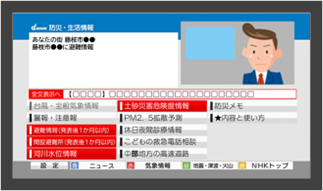 d データ 防災・生活情報
あなたの街 藤枝市●●
藤枝市●●に避難情報
全文表示へ 【□□□□】□□□□□□□□□□□□□□□□□□□
台風・全般気象情報 土砂災害危険度情報 防災メモ
警報・注意報 PM2．5拡散予測 ★内容と使い方
避難情報(発表後1か月以内) 休日夜間診療情報
開設避難所(発表後1か月以内) こどもの救急電話相談
河川水位情報 中部地方の高速道路
設 定 青 ニュース 赤 気象情報 緑 地震・津波・火山 黄 NHKトップ